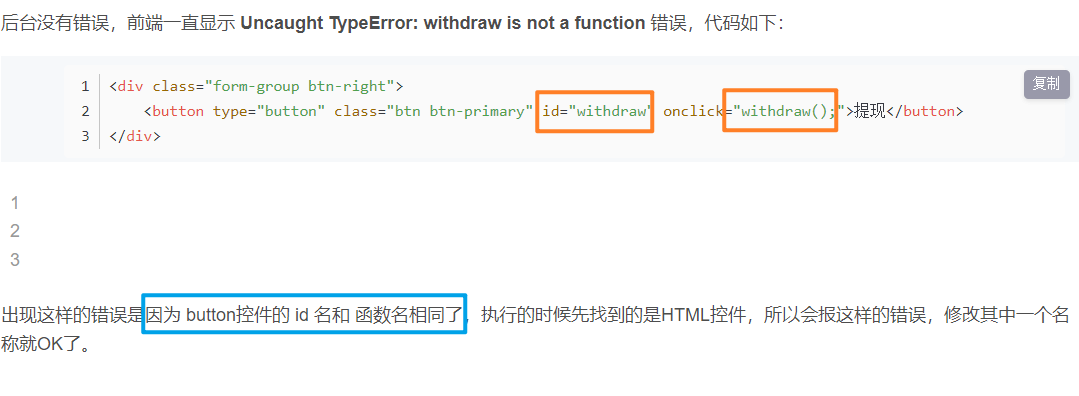 后台没有错误，前端一直显示 Uncaught TypeError: withdraw is not a function 错误，代码如下：
复制
1 <div class="form-group btn-right">
2     <button type="button" class="btn btn-primary" id="withdraw" onclick="withdraw();">提现</button>
3 </div>
1
2
3
出现这样的错误是因为 button控件的 id 名和 函数名相同了，执行的时候先找到的是HTML控件，所以会报这样的错误，修改其中一个名
称就OK了。